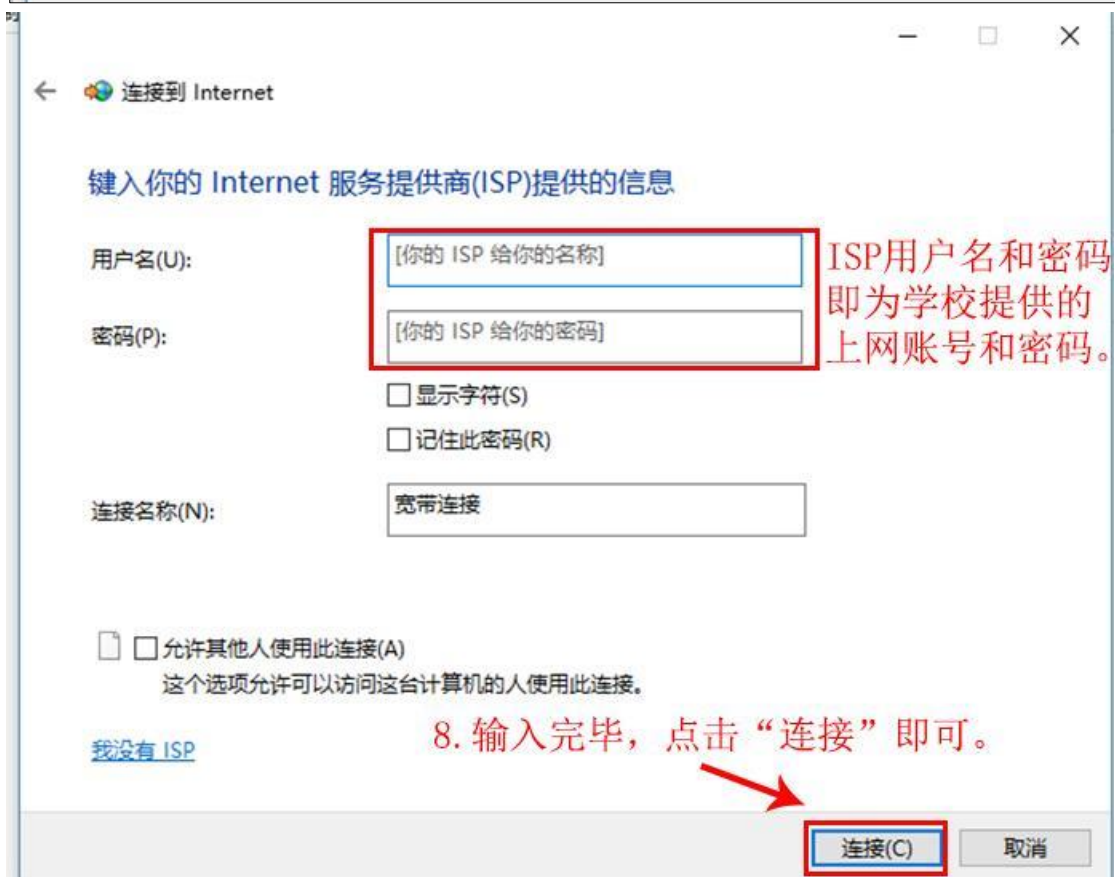 连接到 Internet
键入你的 Internet 服务提供商(ISP)提供的信息
用户名(U):
[你的 ISP 给你的名称]
密码(P):
[你的 ISP 给你的密码]
ISP用户名和密码
即为学校提供的
上网账号和密码。
显示字符(S)
记住此密码(R)
连接名称(N):
宽带连接
允许其他人使用此连接(A)
这个选项允许可以访问这台计算机的人使用此连接。
8.输入完毕，点击“连接”即可。
我没有 ISP
连接(C)
取消